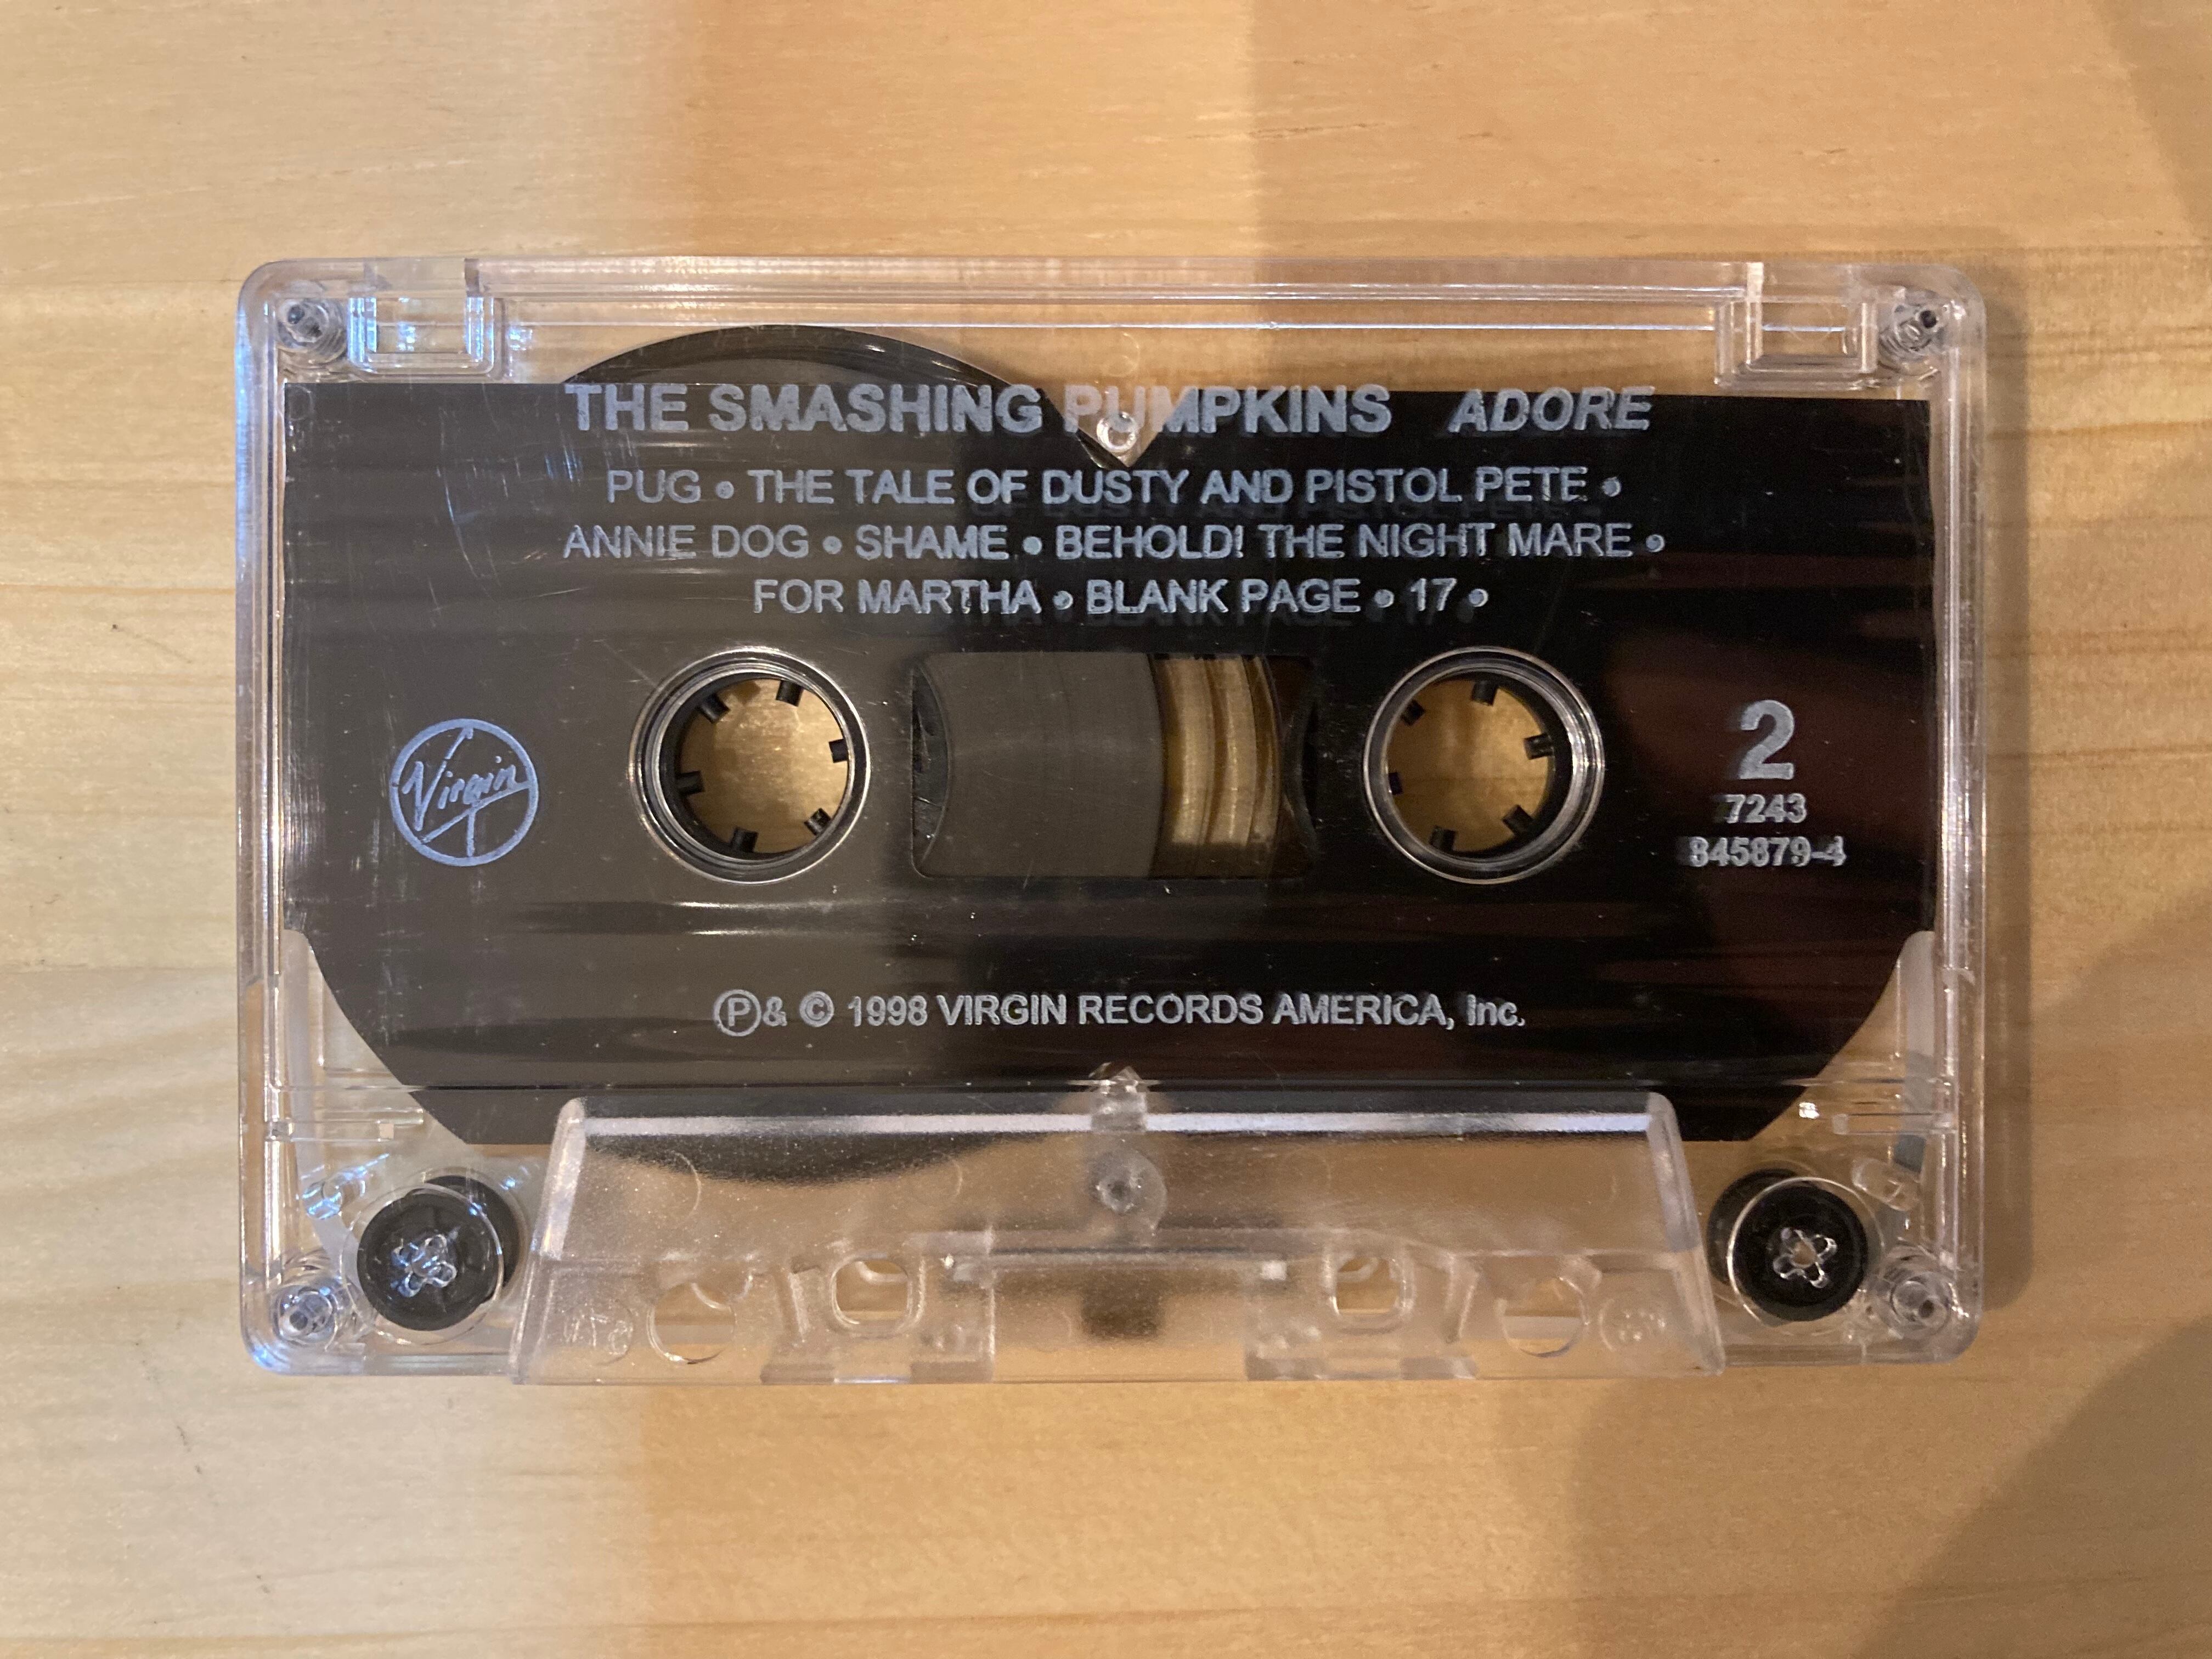 THE SMASHING PUMPKINS ADORE
PUG • THE TALE OF DUSTY AND PISTOL PETE •
ANNIE DOG • SHAME • BEHOLD! THE NIGHT MARE •
FOR MARTHA • BLANK PAGE • 17 •
Virgin
2
7243
845879-4
Ⓟ& © 1998 VIRGIN RECORDS AMERICA, Inc.